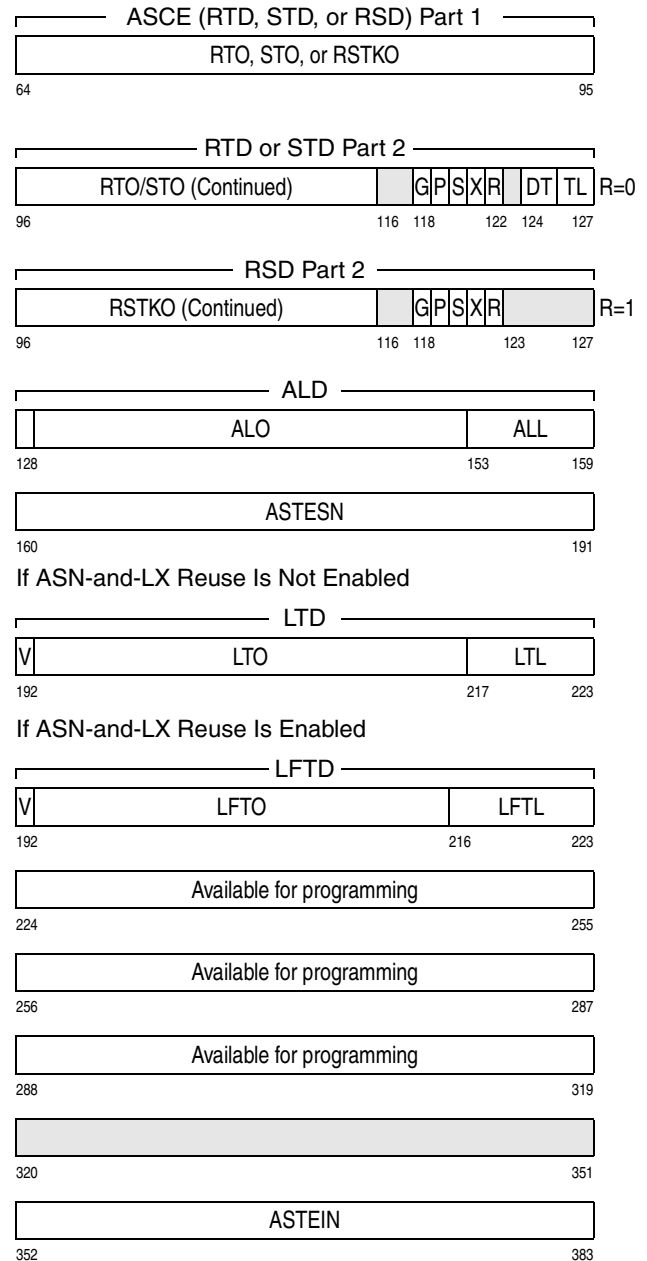 ASCE (RTD, STD, or RSD) Part 1
RTO, STO, or RSTKO
64 95
RTD or STD Part 2
RTO/STO (Continued) G P S X R DT TL R=0
96 116 118 122 124 127
RSD Part 2
RSTKO (Continued) G P S X R R=1
96 116 118 123 127
ALD
ALO ALL
128 153 159
ASTESN
160 191
If ASN-and-LX Reuse Is Not Enabled
LTD
V LTO LTL
192 217 223
If ASN-and-LX Reuse Is Enabled
LFTD
V LFTO LFTL
192 216 223
Available for programming
224 255
Available for programming
256 287
Available for programming
288 319
320 351
ASTEIN
352 383